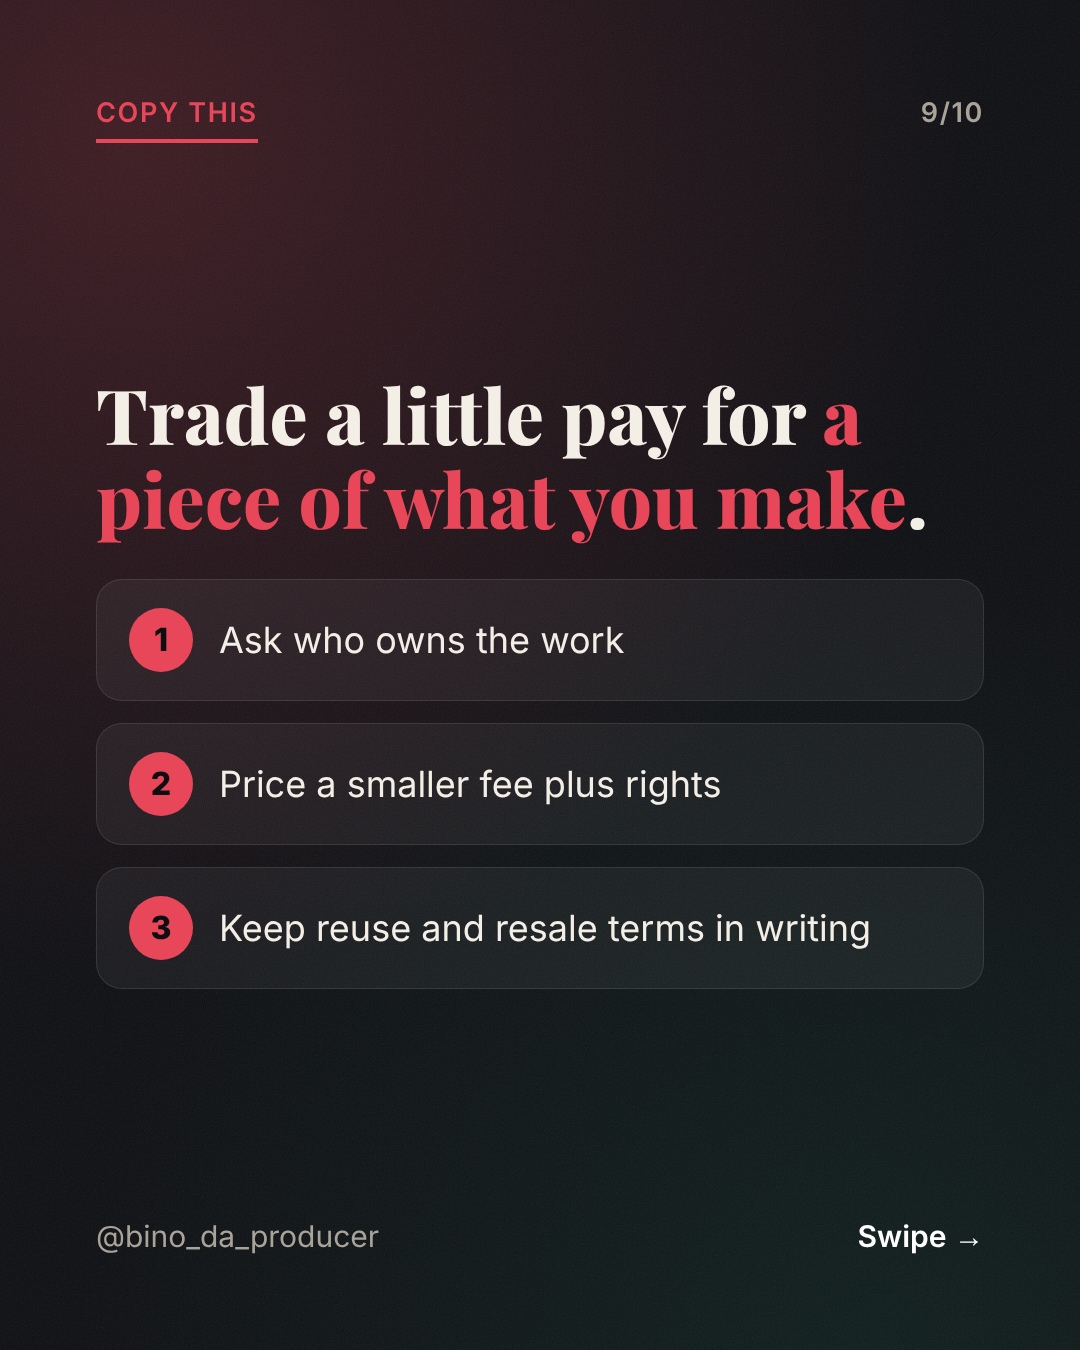 COPY THIS
9/10
Trade a little pay for a
piece of what you make.
1 Ask who owns the work
2 Price a smaller fee plus rights
3 Keep reuse and resale terms in writing
@bino_da_producer
Swipe →